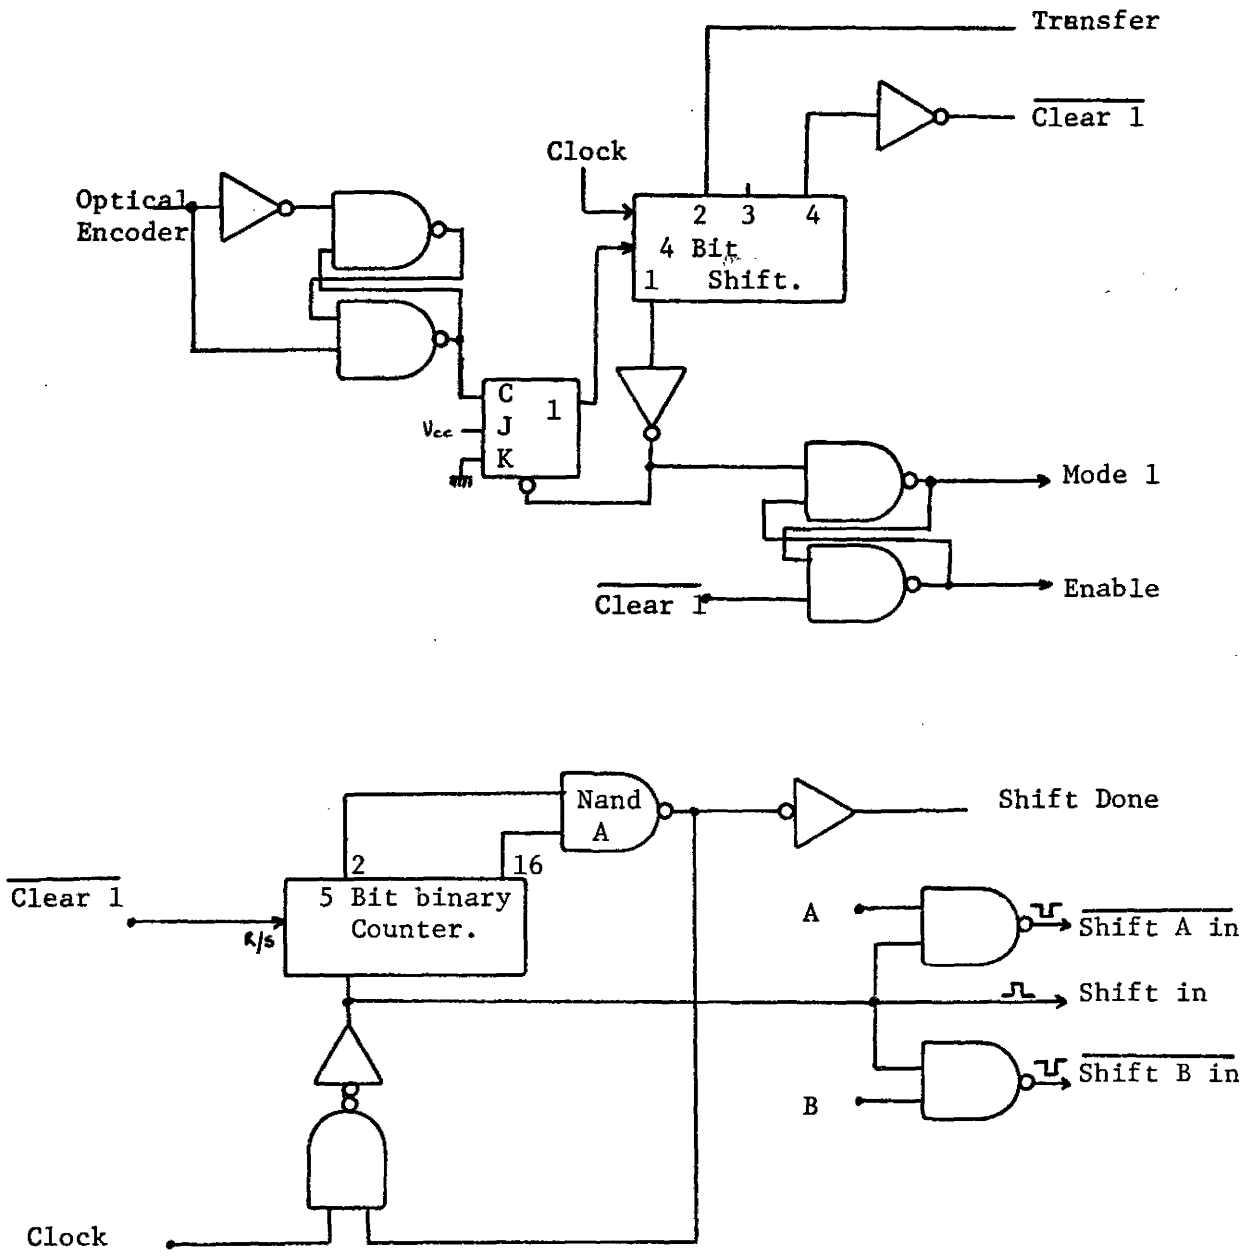 Transfer
Clear 1
Clock
Optical
Encoder
2 3 4
4 Bit
1 Shift.
C
1
Vcc J
K
Mode 1
Clear 1
Enable
Nand
A
Shift Done
2
16
Clear 1
5 Bit binary
Counter.
R/S
A
Shift A in
Shift in
Shift B in
B
Clock